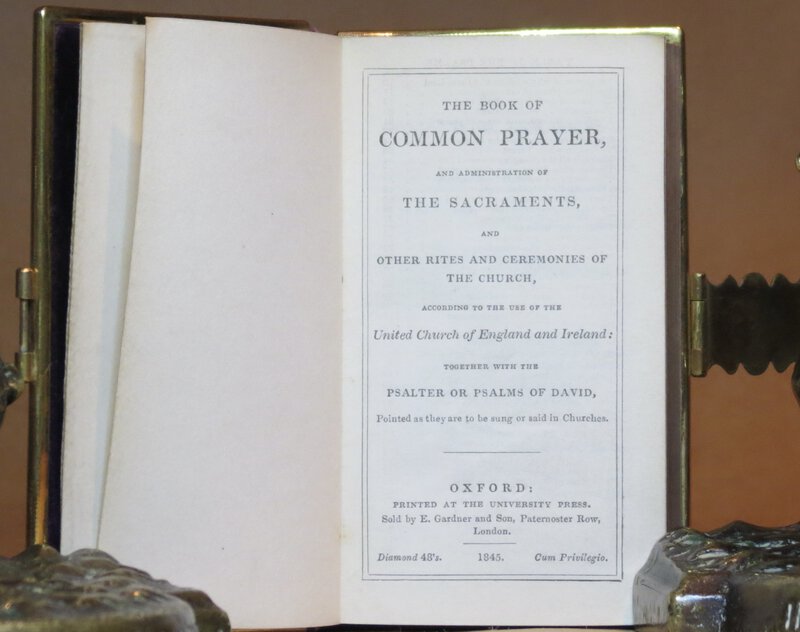 THE BOOK OF
COMMON PRAYER,
AND ADMINISTRATION OF
THE SACRAMENTS,
AND
OTHER RITES AND CEREMONIES OF
THE CHURCH,
ACCORDING TO THE USE OF THE
United Church of England and Ireland:
TOGETHER WITH THE
PSALTER OR PSALMS OF DAVID,
Pointed as they are to be sung or said in Churches.
OXFORD:
PRINTED AT THE UNIVERSITY PRESS.
Sold by E. Gardner and Son, Paternoster Row,
London.
Diamond 48's. 1845. Cum Privilegio.